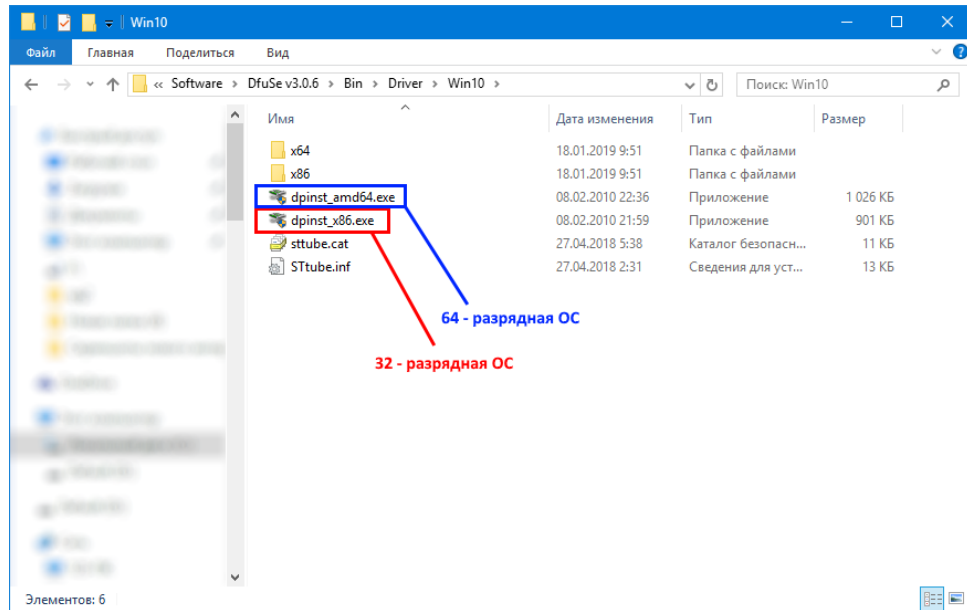 Win10
Файл Главная Поделиться Вид
« Software › DfuSe v3.0.6 › Bin › Driver › Win10 › Поиск: Win10
Имя Дата изменения Тип Размер
x64 18.01.2019 9:51 Папка с файлами
x86 18.01.2019 9:51 Папка с файлами
dpinst_amd64.exe 08.02.2010 22:36 Приложение 1 026 КБ
dpinst_x86.exe 08.02.2010 21:59 Приложение 901 КБ
sttube.cat 27.04.2018 5:38 Каталог безопасн... 11 КБ
STtube.inf 27.04.2018 2:31 Сведения для уст... 13 КБ
64 - разрядная ОС
32 - разрядная ОС
Элементов: 6